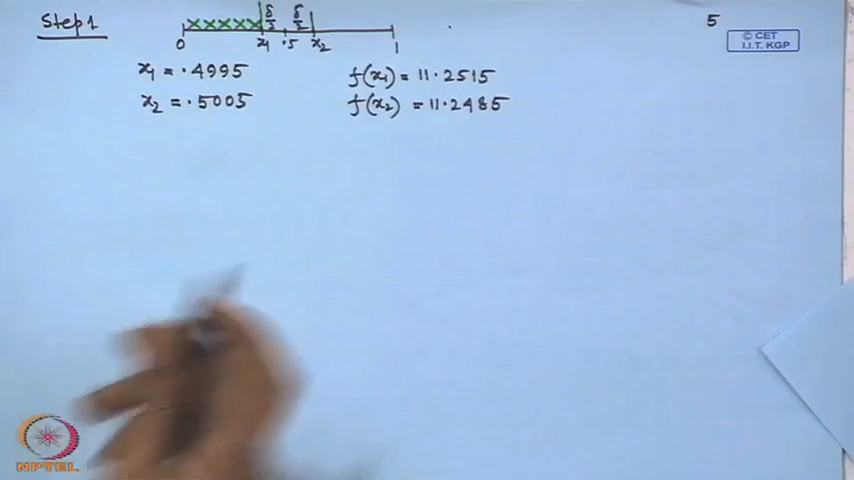 Step 1
δ/2 δ/2
0 x₁ .5 x₂ 1
5
© CET
I.I.T. KGP
x₁ = .4995 f(x₁) = 11.2515
x₂ = .5005 f(x₂) = 11.2485
NPTEL